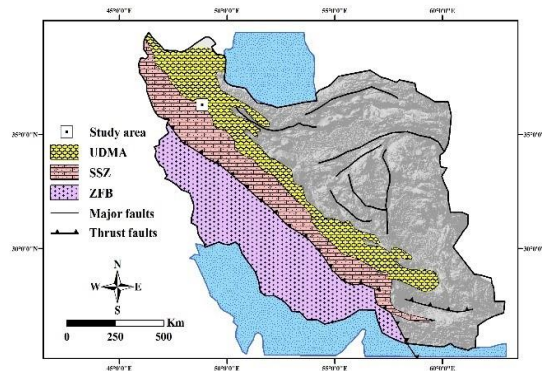 45°0'0"E 50°0'0"E 55°0'0"E 60°0'0"E
35°0'0"N 35°0'0"N
Study area
UDMA
SSZ
ZFB
Major faults
Thrust faults
30°0'0"N 30°0'0"N
N
W E
S
0 250 500
Km
45°0'0"E 50°0'0"E 55°0'0"E 60°0'0"E